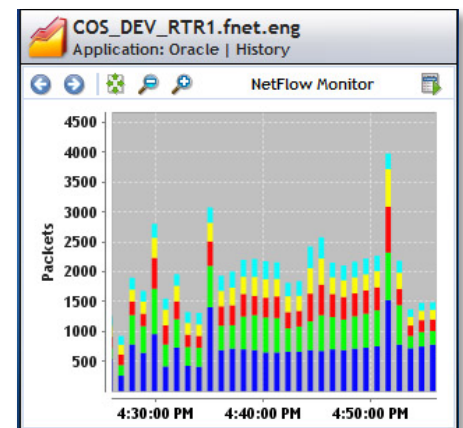 COS_DEV_RTR1.fnet.eng
Application: Oracle | History
NetFlow Monitor
4500
4000
3500
3000
2500
2000
1500
1000
500
Packets
4:30:00 PM
4:40:00 PM
4:50:00 PM